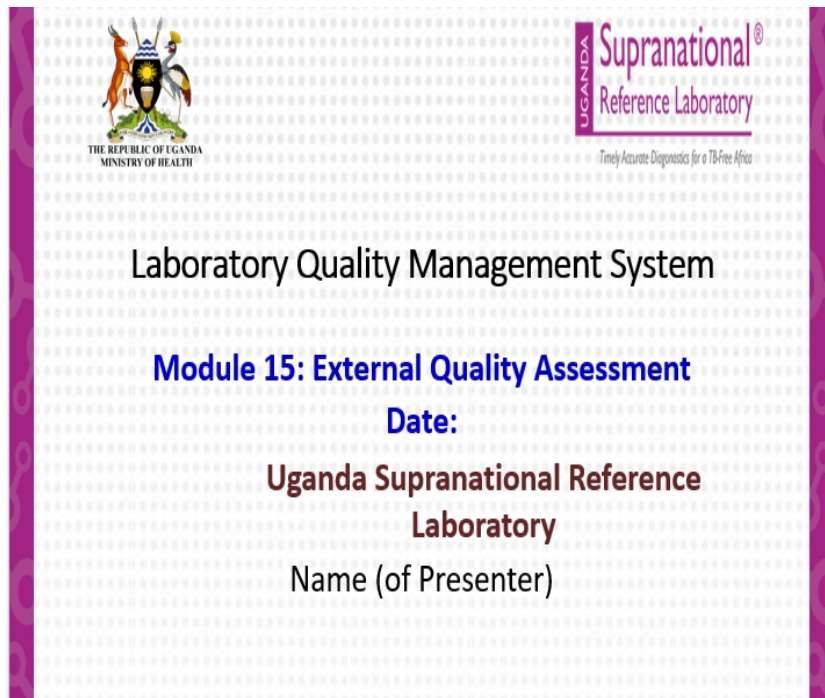 THE REPUBLIC OF UGANDA
MINISTRY OF HEALTH
UGANDA
Supranational®
Reference Laboratory
Timely Accurate Diagonostics for a TB-Free Africa
Laboratory Quality Management System
Module 15: External Quality Assessment
Date:
Uganda Supranational Reference
Laboratory
Name (of Presenter)